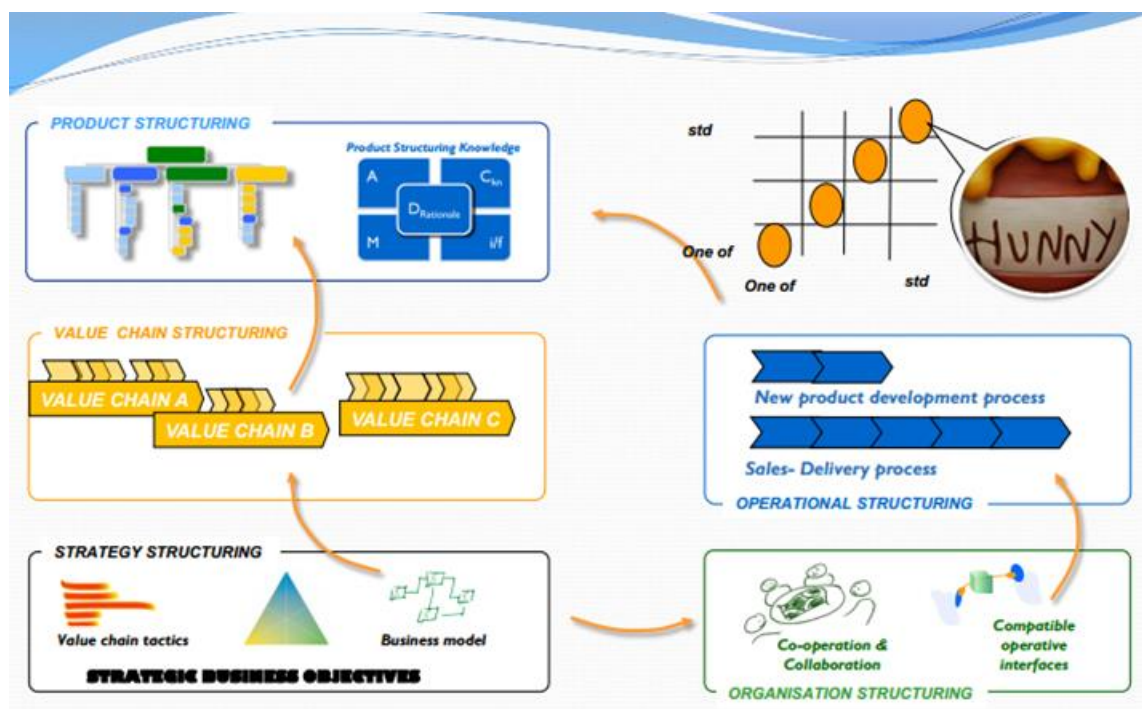 PRODUCT STRUCTURING
Product Structuring Knowledge
A
Ckn
DRationale
M
i/f
std
One of
One of
std
HUNNY
VALUE CHAIN STRUCTURING
VALUE CHAIN A
VALUE CHAIN B
VALUE CHAIN C
New product development process
Sales- Delivery process
OPERATIONAL STRUCTURING
STRATEGY STRUCTURING
Value chain tactics
Business model
STRATEGIC BUSINESS OBJECTIVES
Co-operation &
Collaboration
Compatible
operative
interfaces
ORGANISATION STRUCTURING